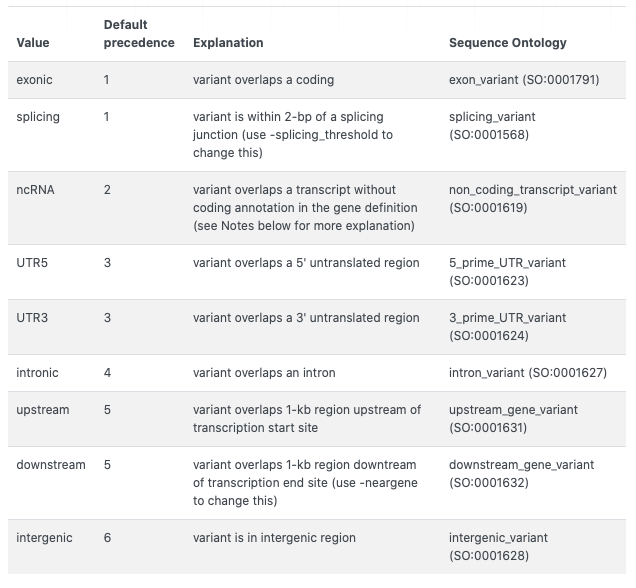 Value Default precedence Explanation Sequence Ontology
exonic 1 variant overlaps a coding exon_variant (SO:0001791)
splicing 1 variant is within 2-bp of a splicing splicing_variant
junction (use -splicing_threshold to (SO:0001568)
change this)
ncRNA 2 variant overlaps a transcript without non_coding_transcript_variant
coding annotation in the gene definition (SO:0001619)
(see Notes below for more explanation)
UTR5 3 variant overlaps a 5' untranslated region 5_prime_UTR_variant
(SO:0001623)
UTR3 3 variant overlaps a 3' untranslated region 3_prime_UTR_variant
(SO:0001624)
intronic 4 variant overlaps an intron intron_variant (SO:0001627)
upstream 5 variant overlaps 1-kb region upstream of upstream_gene_variant
transcription start site (SO:0001631)
downstream 5 variant overlaps 1-kb region downtream downstream_gene_variant
of transcription end site (use -neargene (SO:0001632)
to change this)
intergenic 6 variant is in intergenic region intergenic_variant
(SO:0001628)